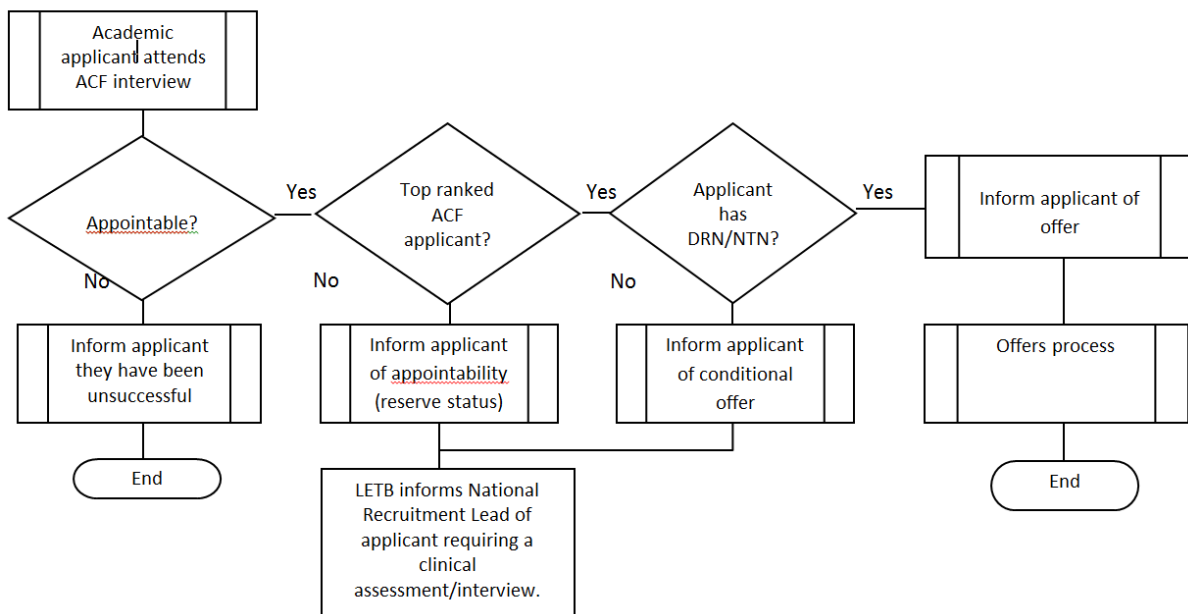 Academic
applicant attends
ACF interview
Appointable?
Yes
No
Top ranked
ACF
applicant?
Yes
No
Applicant
has
DRN/NTN?
Yes
No
Inform applicant of
offer
Inform applicant
they have been
unsuccessful
Inform applicant
of appointability
(reserve status)
Inform applicant
of conditional
offer
Offers process
End
LETB informs National
Recruitment Lead of
applicant requiring a
clinical
assessment/interview.
End